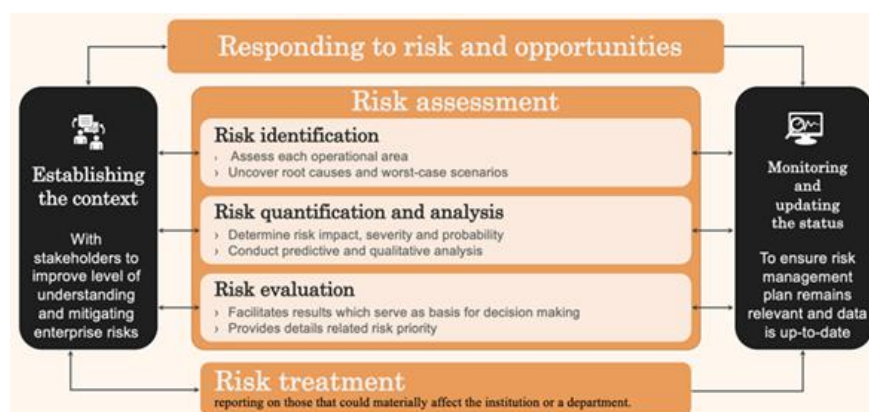 Responding to risk and opportunities
Establishing
the context
With
stakeholders to
improve level of
understanding
and mitigating
enterprise risks
Risk assessment
Risk identification
› Assess each operational area
› Uncover root causes and worst-case scenarios
Risk quantification and analysis
› Determine risk impact, severity and probability
› Conduct predictive and qualitative analysis
Risk evaluation
› Facilitates results which serve as basis for decision making
› Provides details related risk priority
Monitoring
and
updating
the status
To ensure risk
management
plan remains
relevant and data
is up-to-date
Risk treatment
reporting on those that could materially affect the institution or a department.